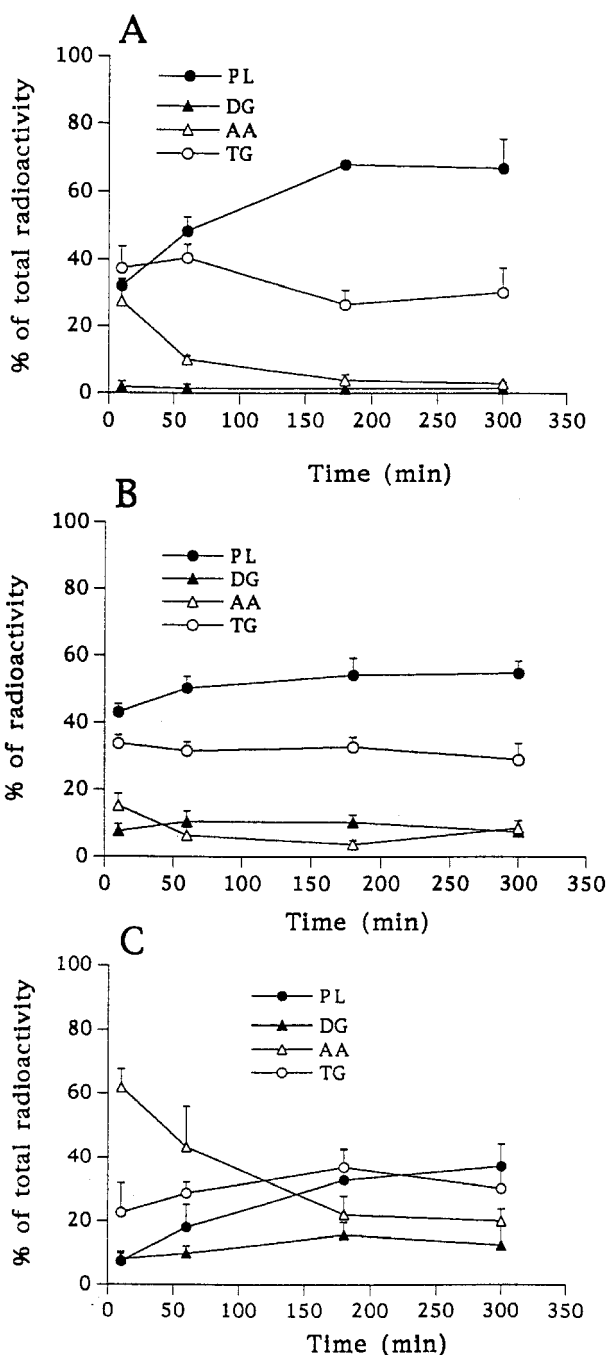 A
100
80
60
40
20
0
% of total radioactivity
PL
DG
AA
TG
0 50 100 150 200 250 300 350
Time (min)
B
100
80
60
40
20
0
% of radioactivity
PL
DG
AA
TG
0 50 100 150 200 250 300 350
Time (min)
C
100
80
60
40
20
0
% of total radioactivity
PL
DG
AA
TG
0 50 100 150 200 250 300 350
Time (min)